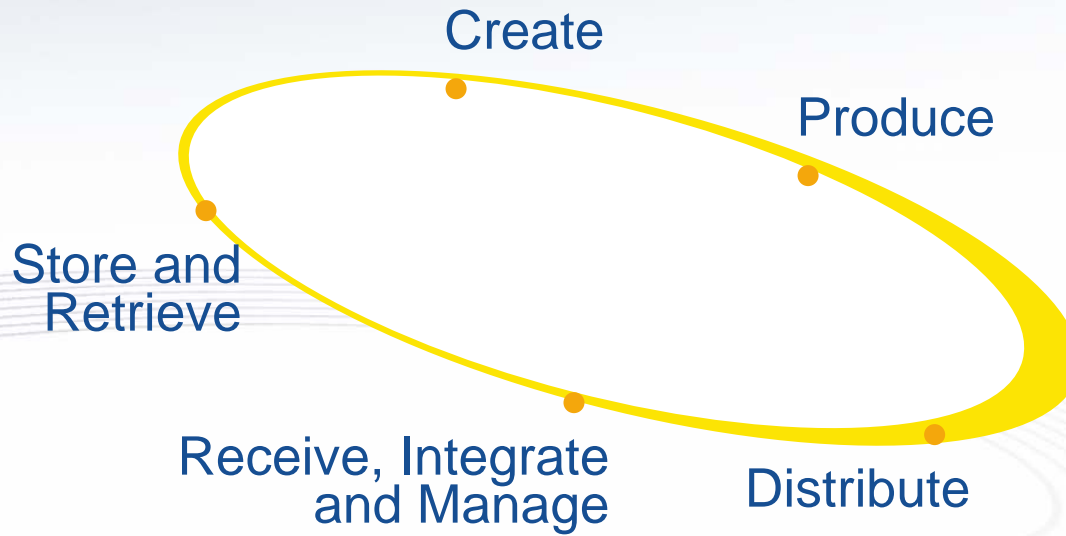 Create
Produce
Store and
Retrieve
Receive, Integrate
and Manage
Distribute